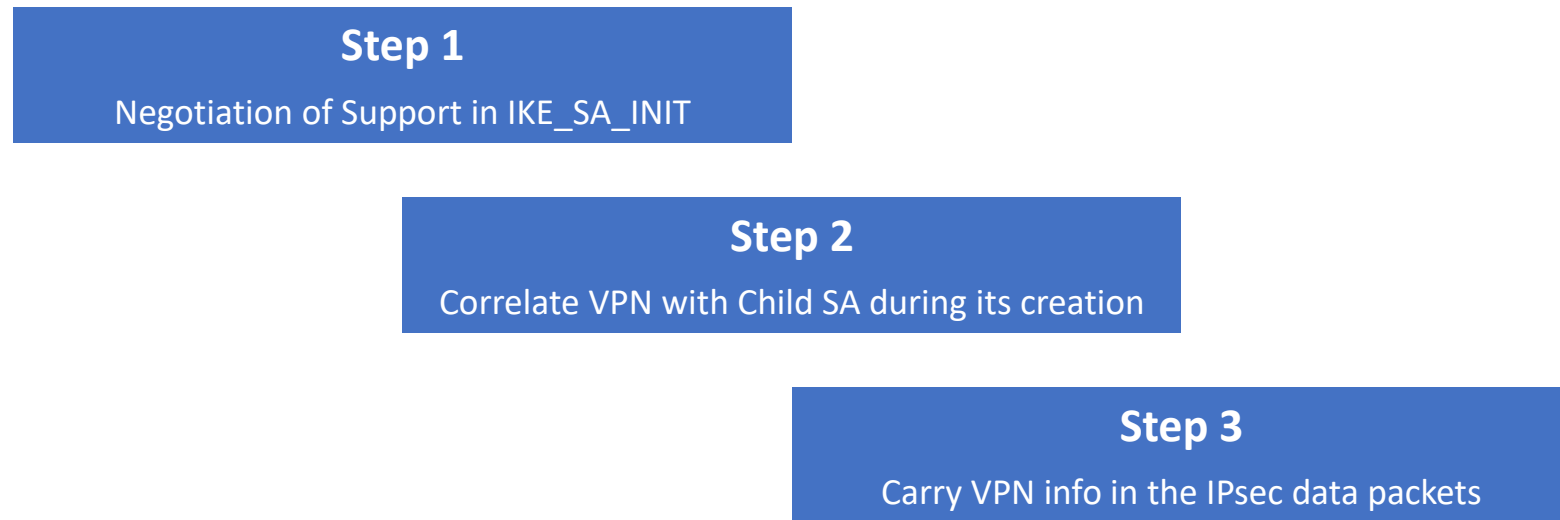 Step 1
Negotiation of Support in IKE_SA_INIT
Step 2
Correlate VPN with Child SA during its creation
Step 3
Carry VPN info in the IPsec data packets